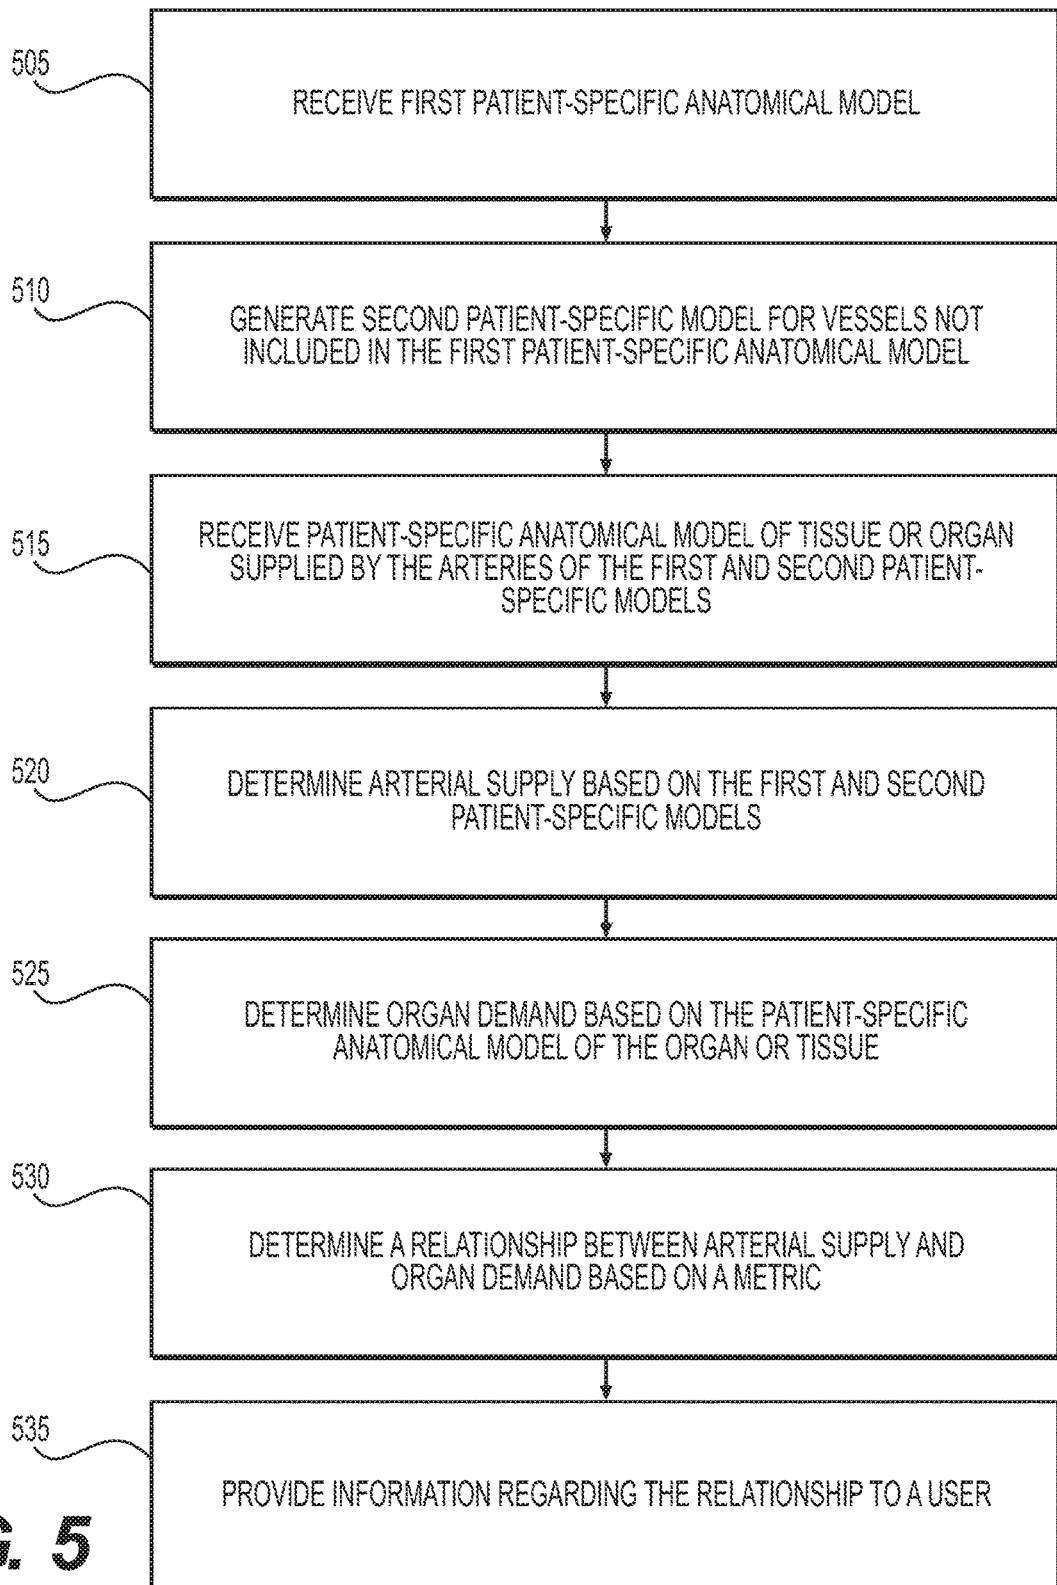 505
RECEIVE FIRST PATIENT-SPECIFIC ANATOMICAL MODEL
510
GENERATE SECOND PATIENT-SPECIFIC MODEL FOR VESSELS NOT
INCLUDED IN THE FIRST PATIENT-SPECIFIC ANATOMICAL MODEL
515
RECEIVE PATIENT-SPECIFIC ANATOMICAL MODEL OF TISSUE OR ORGAN
SUPPLIED BY THE ARTERIES OF THE FIRST AND SECOND PATIENT-
SPECIFIC MODELS
520
DETERMINE ARTERIAL SUPPLY BASED ON THE FIRST AND SECOND
PATIENT-SPECIFIC MODELS
525
DETERMINE ORGAN DEMAND BASED ON THE PATIENT-SPECIFIC
ANATOMICAL MODEL OF THE ORGAN OR TISSUE
530
DETERMINE A RELATIONSHIP BETWEEN ARTERIAL SUPPLY AND
ORGAN DEMAND BASED ON A METRIC
535
PROVIDE INFORMATION REGARDING THE RELATIONSHIP TO A USER
G. 5